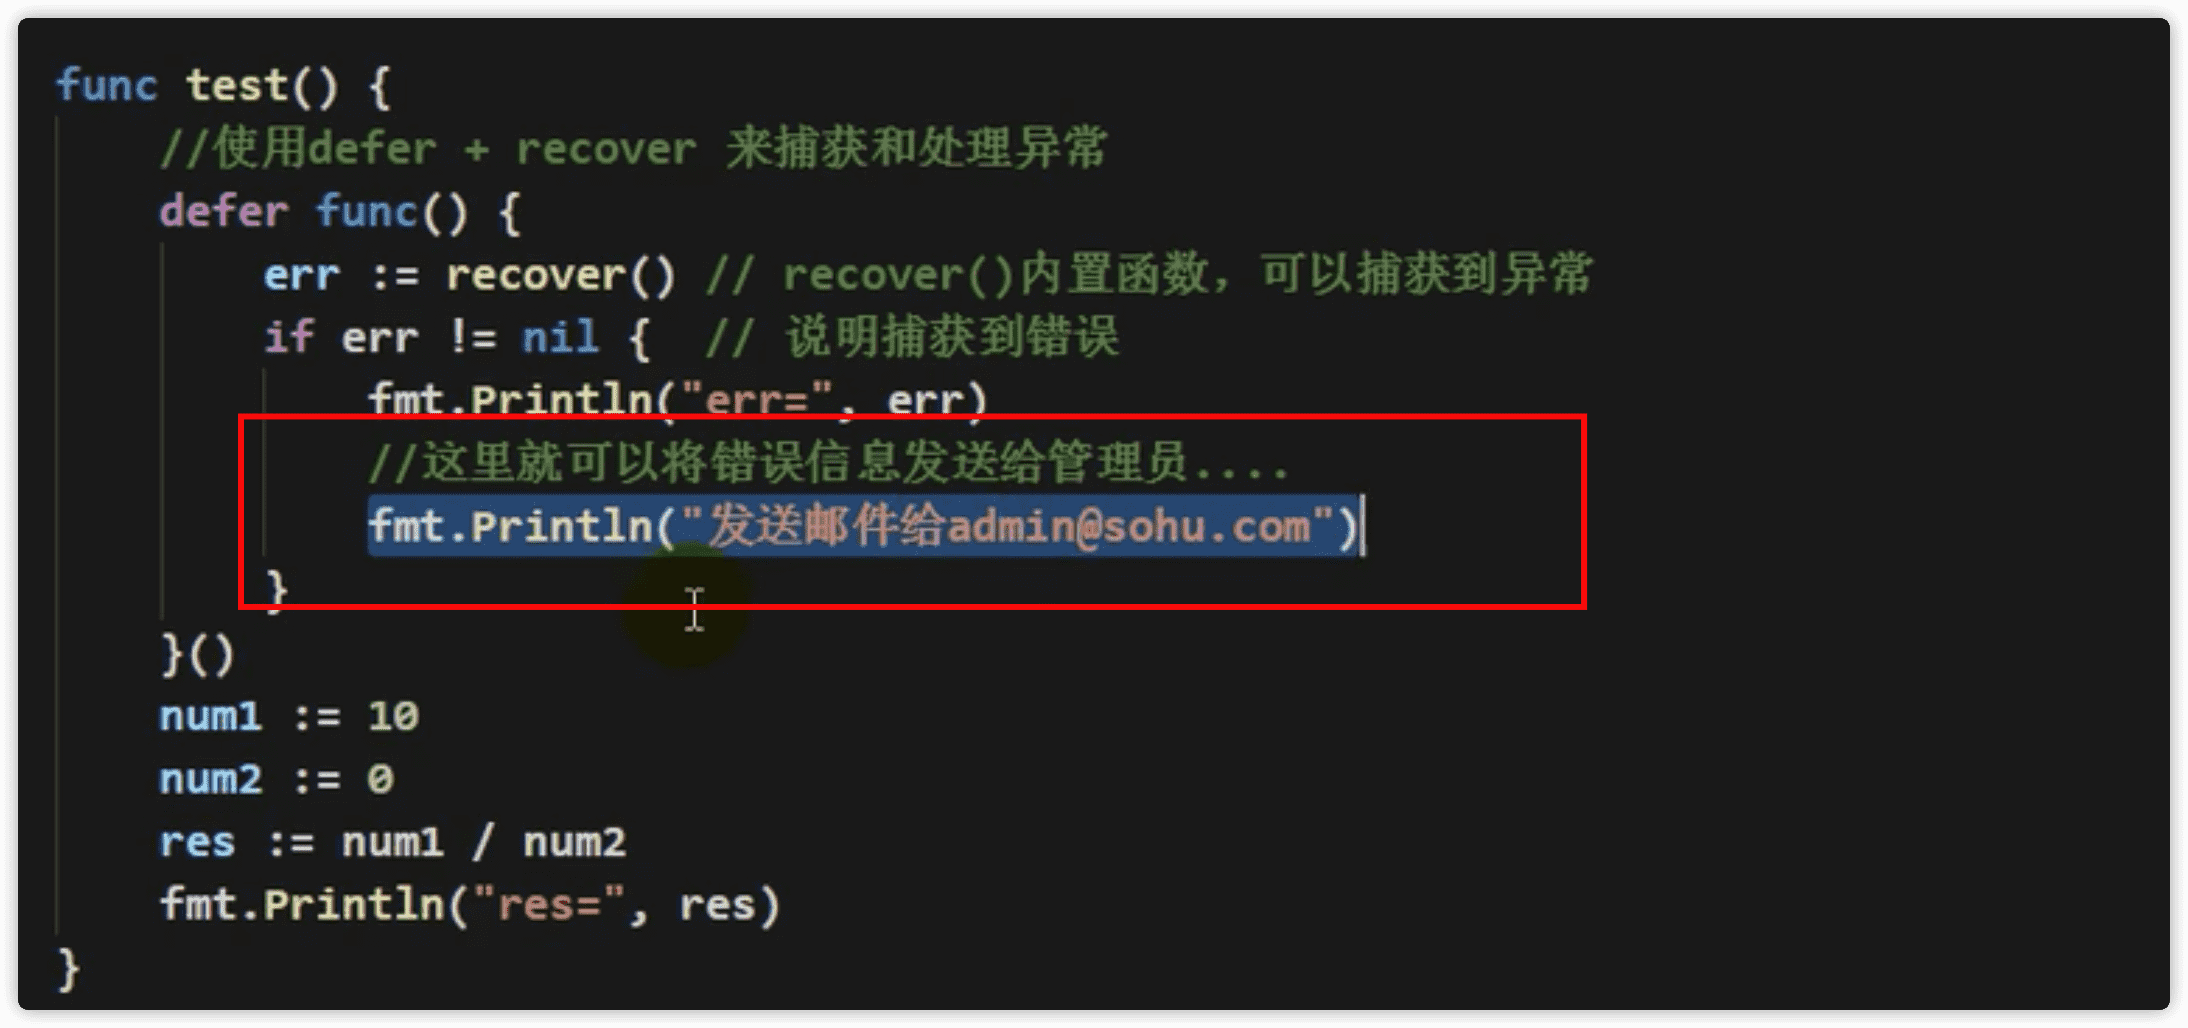 func test() {
//使用defer + recover 来捕获和处理异常
defer func() {
err := recover() // recover()内置函数，可以捕获到异常
if err != nil {  // 说明捕获到错误
fmt.Println("err=", err)
//这里就可以将错误信息发送给管理员....
fmt.Println("发送邮件给admin@sohu.com")
}
}()
num1 := 10
num2 := 0
res := num1 / num2
fmt.Println("res=", res)
}